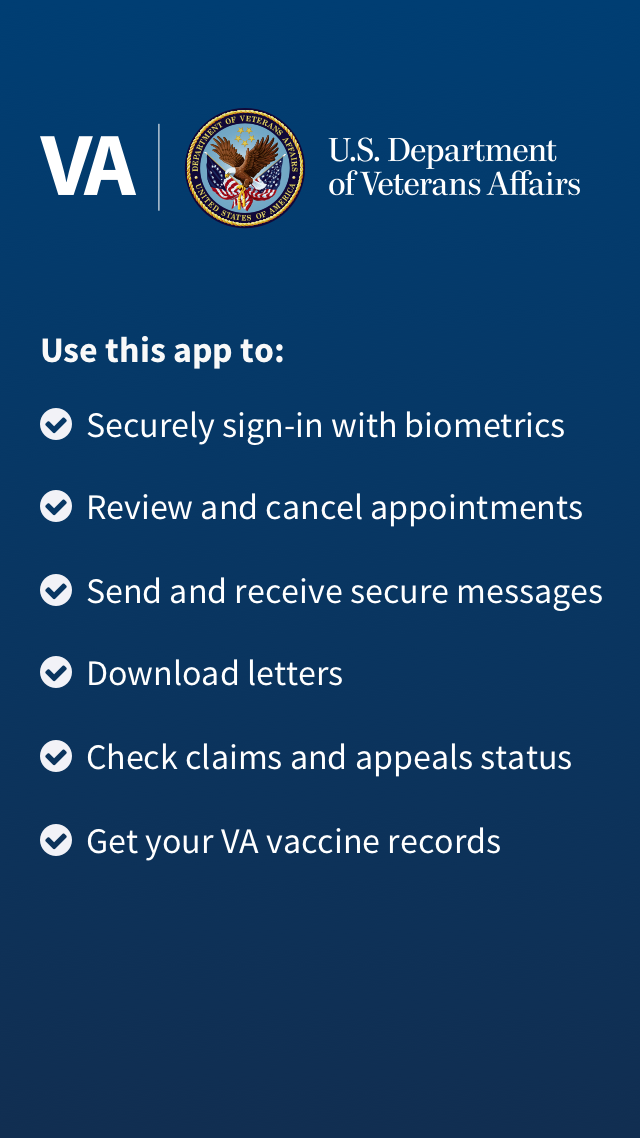 VA
DEPARTMENT OF VETERANS AFFAIRS
UNITED STATES OF AMERICA
U.S. Department
of Veterans Affairs
Use this app to:
Securely sign-in with biometrics
Review and cancel appointments
Send and receive secure messages
Download letters
Check claims and appeals status
Get your VA vaccine records